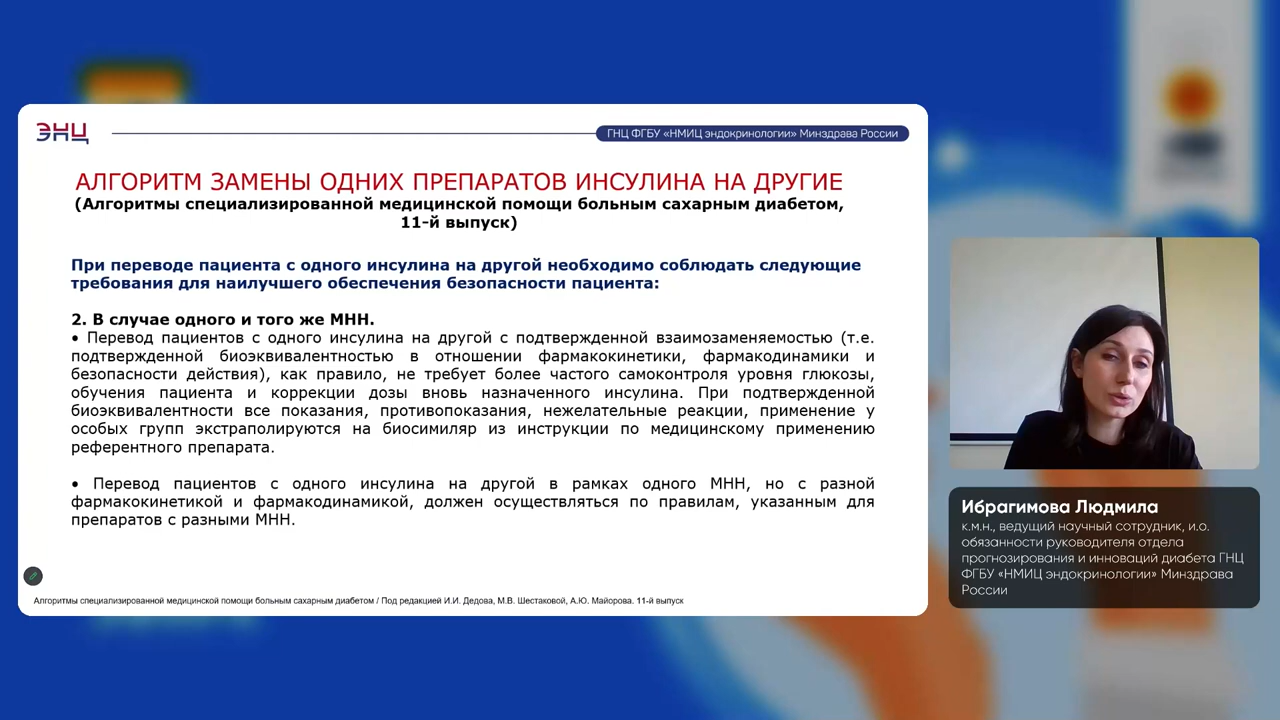 ЭНЦ
ГНЦ ФГБУ «НМИЦ эндокринологии» Минздрава России
АЛГОРИТМ ЗАМЕНЫ ОДНИХ ПРЕПАРАТОВ ИНСУЛИНА НА ДРУГИЕ
(Алгоритмы специализированной медицинской помощи больным сахарным диабетом,
11-й выпуск)
При переводе пациента с одного инсулина на другой необходимо соблюдать следующие
требования для наилучшего обеспечения безопасности пациента:
2. В случае одного и того же МНН.
• Перевод пациентов с одного инсулина на другой с подтвержденной взаимозаменяемостью (т.е.
подтвержденной биоэквивалентностью в отношении фармакокинетики, фармакодинамики и
безопасности действия), как правило, не требует более частого самоконтроля уровня глюкозы,
обучения пациента и коррекции дозы вновь назначенного инсулина. При подтвержденной
биоэквивалентности все показания, противопоказания, нежелательные реакции, применение у
особых групп экстраполируются на биосимиляр из инструкции по медицинскому применению
референтного препарата.
• Перевод пациентов с одного инсулина на другой в рамках одного МНН, но с разной
фармакокинетикой и фармакодинамикой, должен осуществляться по правилам, указанным для
препаратов с разными МНН.
Алгоритмы специализированной медицинской помощи больным сахарным диабетом / Под редакцией И.И. Дедова, М.В. Шестаковой, А.Ю. Майорова. 11-й выпуск
Ибрагимова Людмила
к.м.н., ведущий научный сотрудник, и.о.
обязанности руководителя отдела
прогнозирования и инноваций диабета ГНЦ
ФГБУ «НМИЦ эндокринологии» Минздрава
России